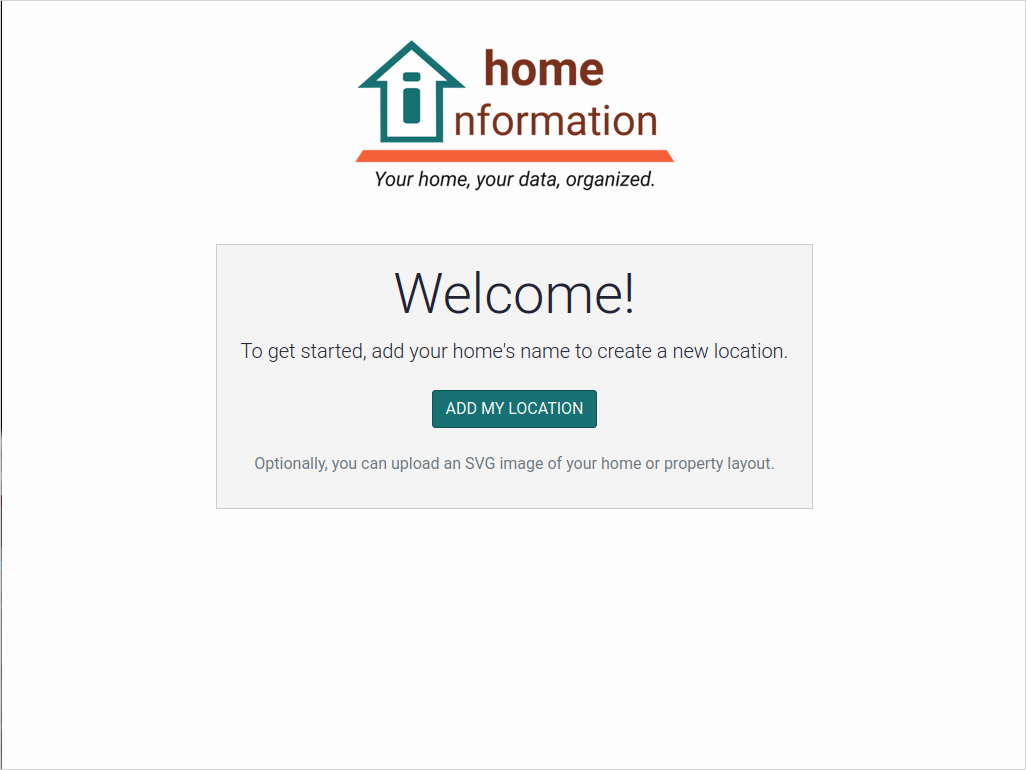 home
information
Your home, your data, organized.
Welcome!
To get started, add your home's name to create a new location.
ADD MY LOCATION
Optionally, you can upload an SVG image of your home or property layout.